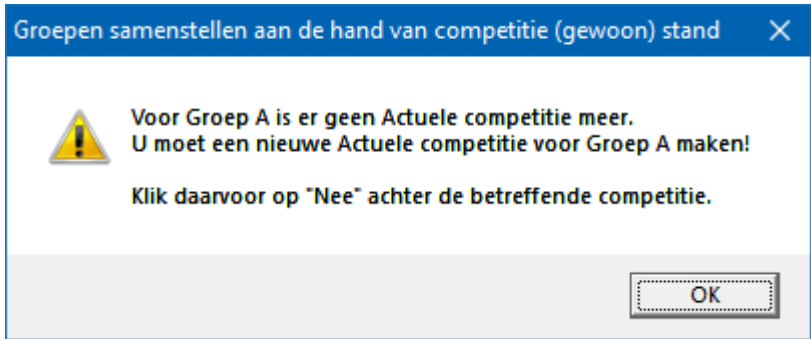 Groepen samenstellen aan de hand van competitie (gewoon) stand
Voor Groep A is er geen Actuele competitie meer.
U moet een nieuwe Actuele competitie voor Groep A maken!
Klik daarvoor op "Nee" achter de betreffende competitie.
OK